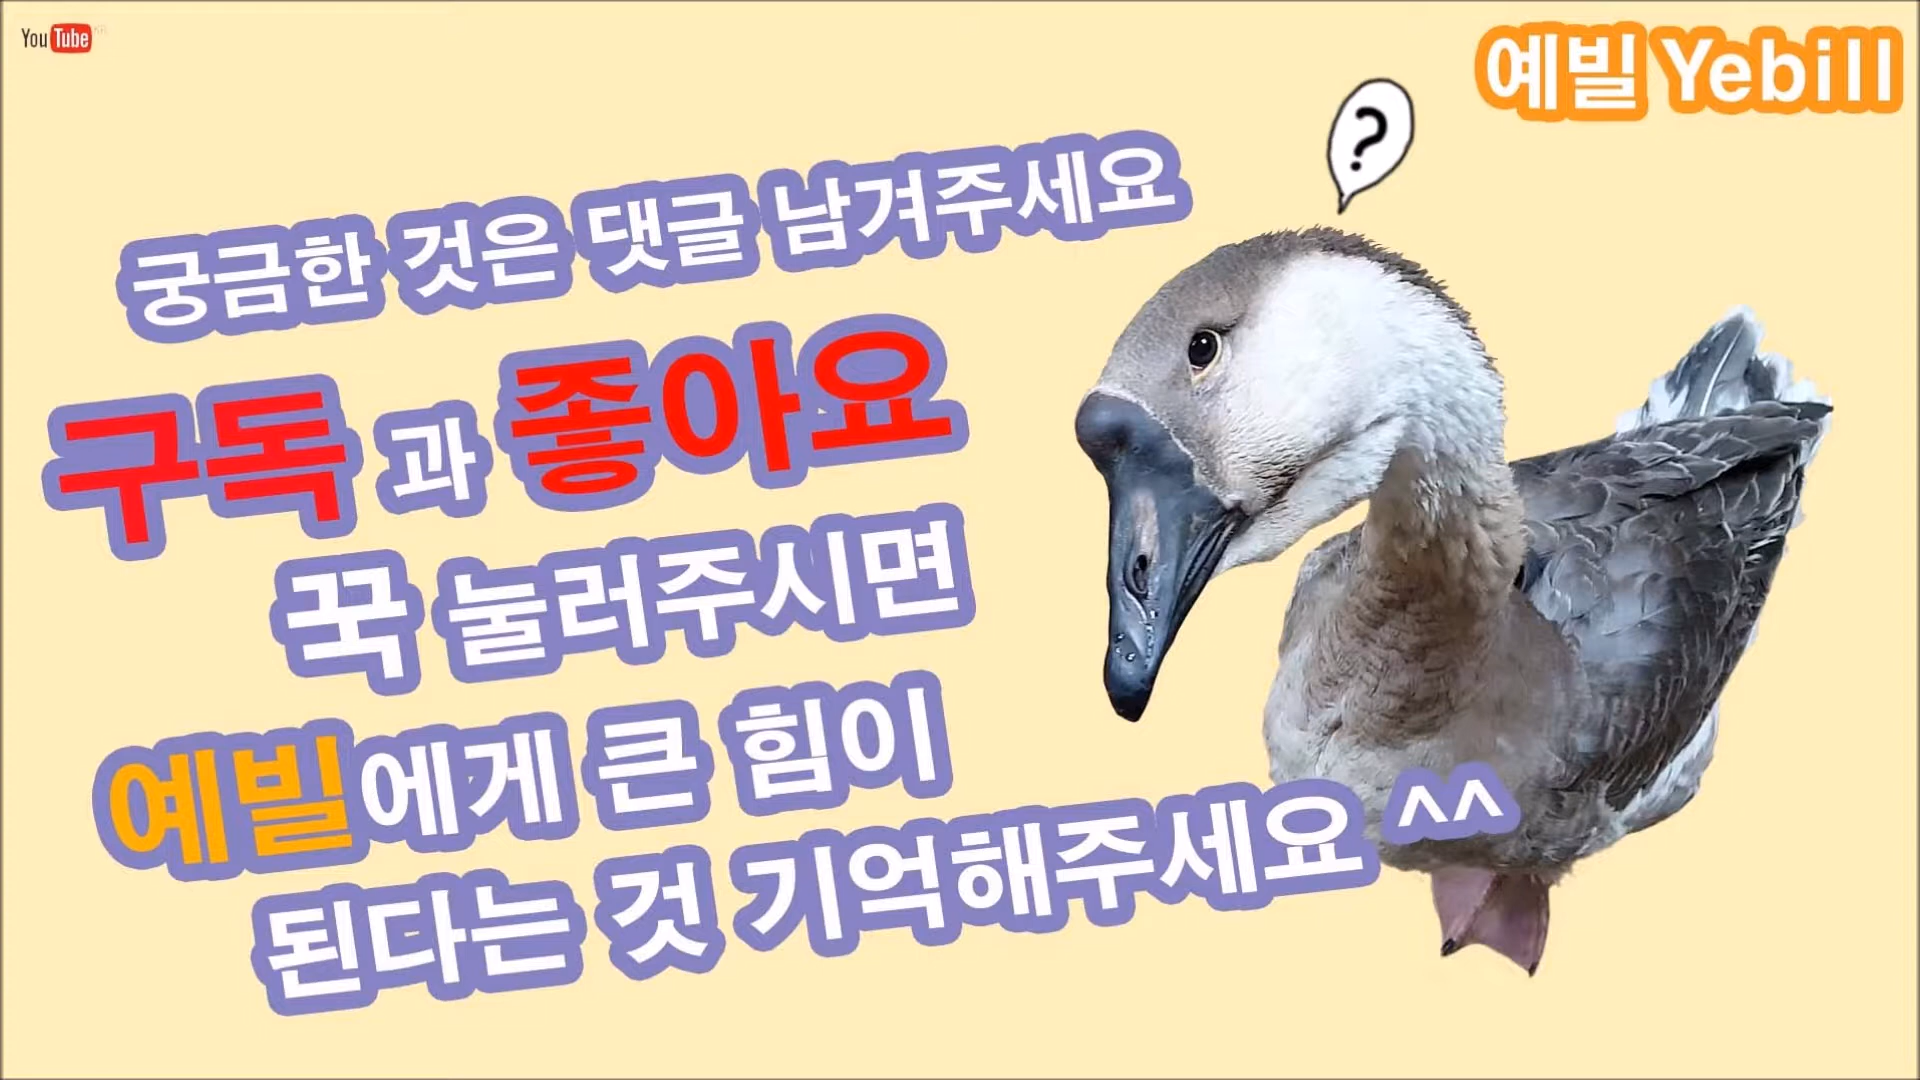 YouTube
예빌 Yebill
?
궁금한 것은 댓글 남겨주세요
구독 과 좋아요
꾹 눌러주시면
예빌에게 큰 힘이
된다는 것 기억해주세요 ^^